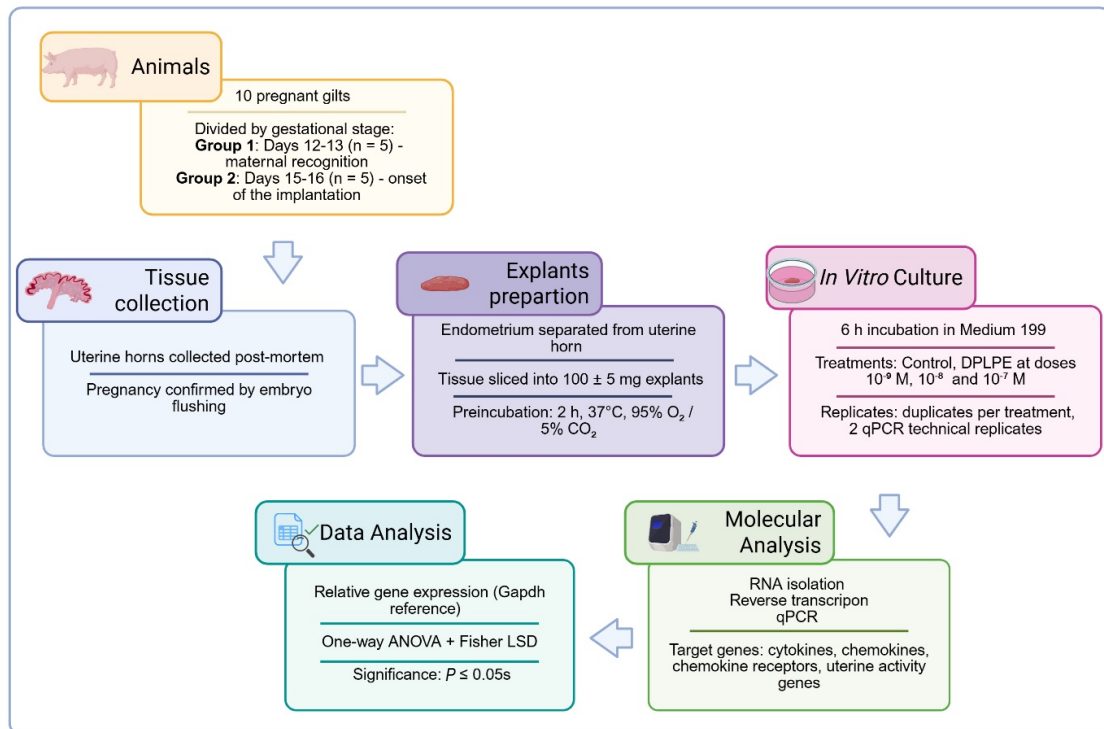 Animals
10 pregnant gilts
Divided by gestational stage:
Group 1: Days 12-13 (n = 5) -
maternal recognition
Group 2: Days 15-16 (n = 5) - onset
of the implantation
Tissue
collection
Uterine horns collected post-mortem
Pregnancy confirmed by embryo
flushing
Explants
prepartion
Endometrium separated from uterine
horn
Tissue sliced into 100 ± 5 mg explants
Preincubation: 2 h, 37°C, 95% O₂ /
5% CO₂
In Vitro Culture
6 h incubation in Medium 199
Treatments: Control, DPLPE at doses
10⁻⁹ M, 10⁻⁸ and 10⁻⁷ M
Replicates: duplicates per treatment,
2 qPCR technical replicates
Molecular
Analysis
RNA isolation
Reverse transcripon
qPCR
Target genes: cytokines, chemokines,
chemokine receptors, uterine activity
genes
Data Analysis
Relative gene expression (Gapdh
reference)
One-way ANOVA + Fisher LSD
Significance: P ≤ 0.05s